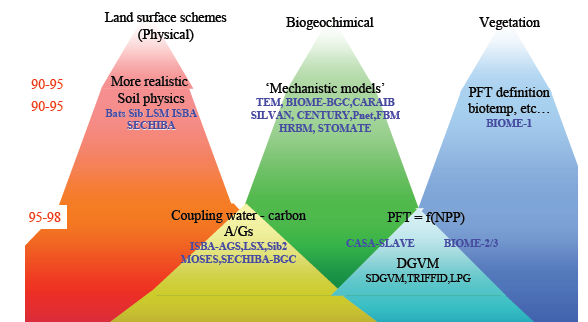 Land surface schemes
(Physical)
Biogeochimical
Vegetation
90-95
90-95
More realistic
Soil physics
Bats Sib LSM ISBA
SECHIBA
‘Mechanistic models’
TEM, BIOME-BGC,CARAIB
SILVAN, CENTURY,Pnet,FBM
HRBM, STOMATE
PFT definition
biotemp, etc…
BIOME-1
95-98
Coupling water - carbon
A/Gs
ISBA-AGS,LSX,Sib2
MOSES,SECHIBA-BGC
PFT = f(NPP)
CASA-SLAVE BIOME-2/3
DGVM
SDGVM,TRIFFID,LPG